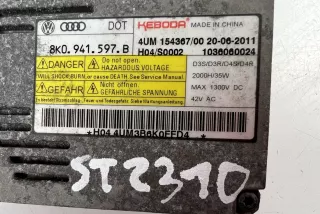 DOT KEBODA MADE IN CHINA
8K0.941.597.B 4UM 154367/00 20-06-2011
H04/S0002 1036060024
DANGER Do not open. HAZARDOUS VOLTAGE D3S/D3R/D4S/D4R
WILL SHOCK,BURN,or cause DEATH.See Service Manual. 2000H/35W
GEFAHR Nicht öffnen! GEFÄHRLICHE SPANNUNG MAX 1300V DC
42V AC
ST2310